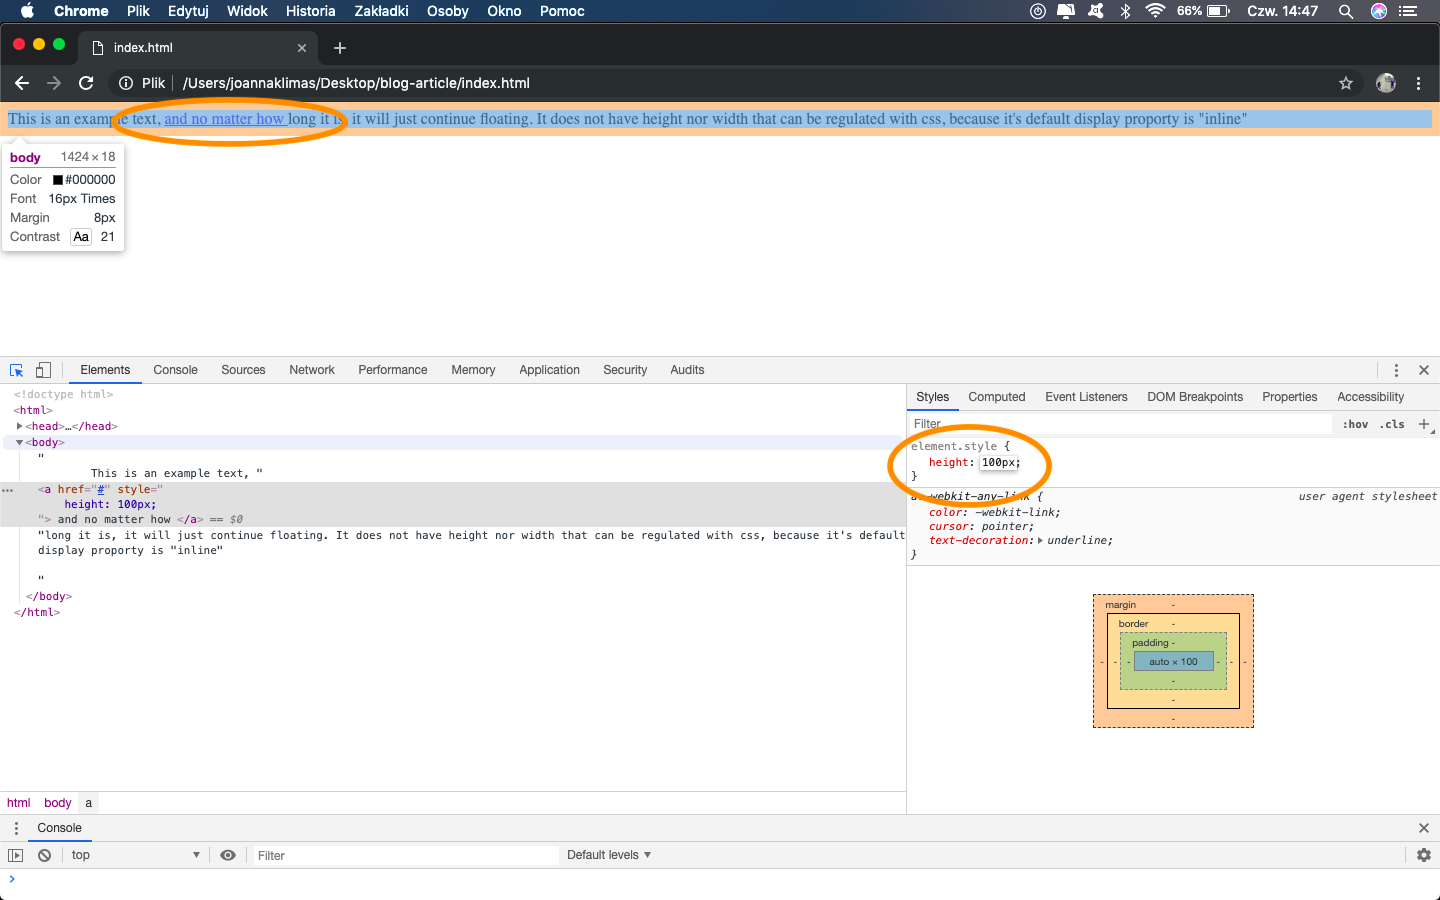 Chrome Plik Edytuj Widok Historia Zakładki Osoby Okno Pomoc 66% Czw. 14:47
index.html
Plik /Users/joannaklimas/Desktop/blog-article/index.html
This is an example text, and no matter how long it is, it will just continue floating. It does not have height nor width that can be regulated with css, because it's default display proporty is "inline"
body 1424 × 18
Color #000000
Font 16px Times
Margin 8px
Contrast Aa 21
Elements Console Sources Network Performance Memory Application Security Audits
<!doctype html>
<html>
<head>…</head>
<body>
"
This is an example text, "
<a href="#" style="
height: 100px;
"> and no matter how </a> == $0
"long it is, it will just continue floating. It does not have height nor width that can be regulated with css, because it's default
display proporty is "inline"
"
</body>
</html>
html body a
Styles Computed Event Listeners DOM Breakpoints Properties Accessibility
Filter :hov .cls +
element.style {
height: 100px;
}
a:-webkit-any-link { user agent stylesheet
color: -webkit-link;
cursor: pointer;
text-decoration: underline;
}
margin -
border -
padding -
- - - auto × 100 - - -
-
-
-
Console
top Filter Default levels